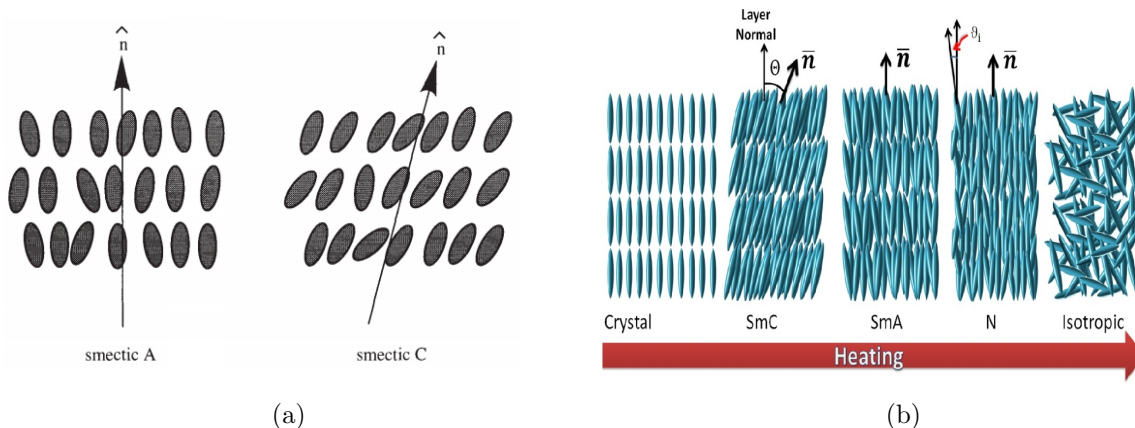 n̂
n̂
smectic A
smectic C
(a)
Layer
Normal
Θ
n̅
n̅
ϑi
n̅
Crystal
SmC
SmA
N
Isotropic
Heating
(b)